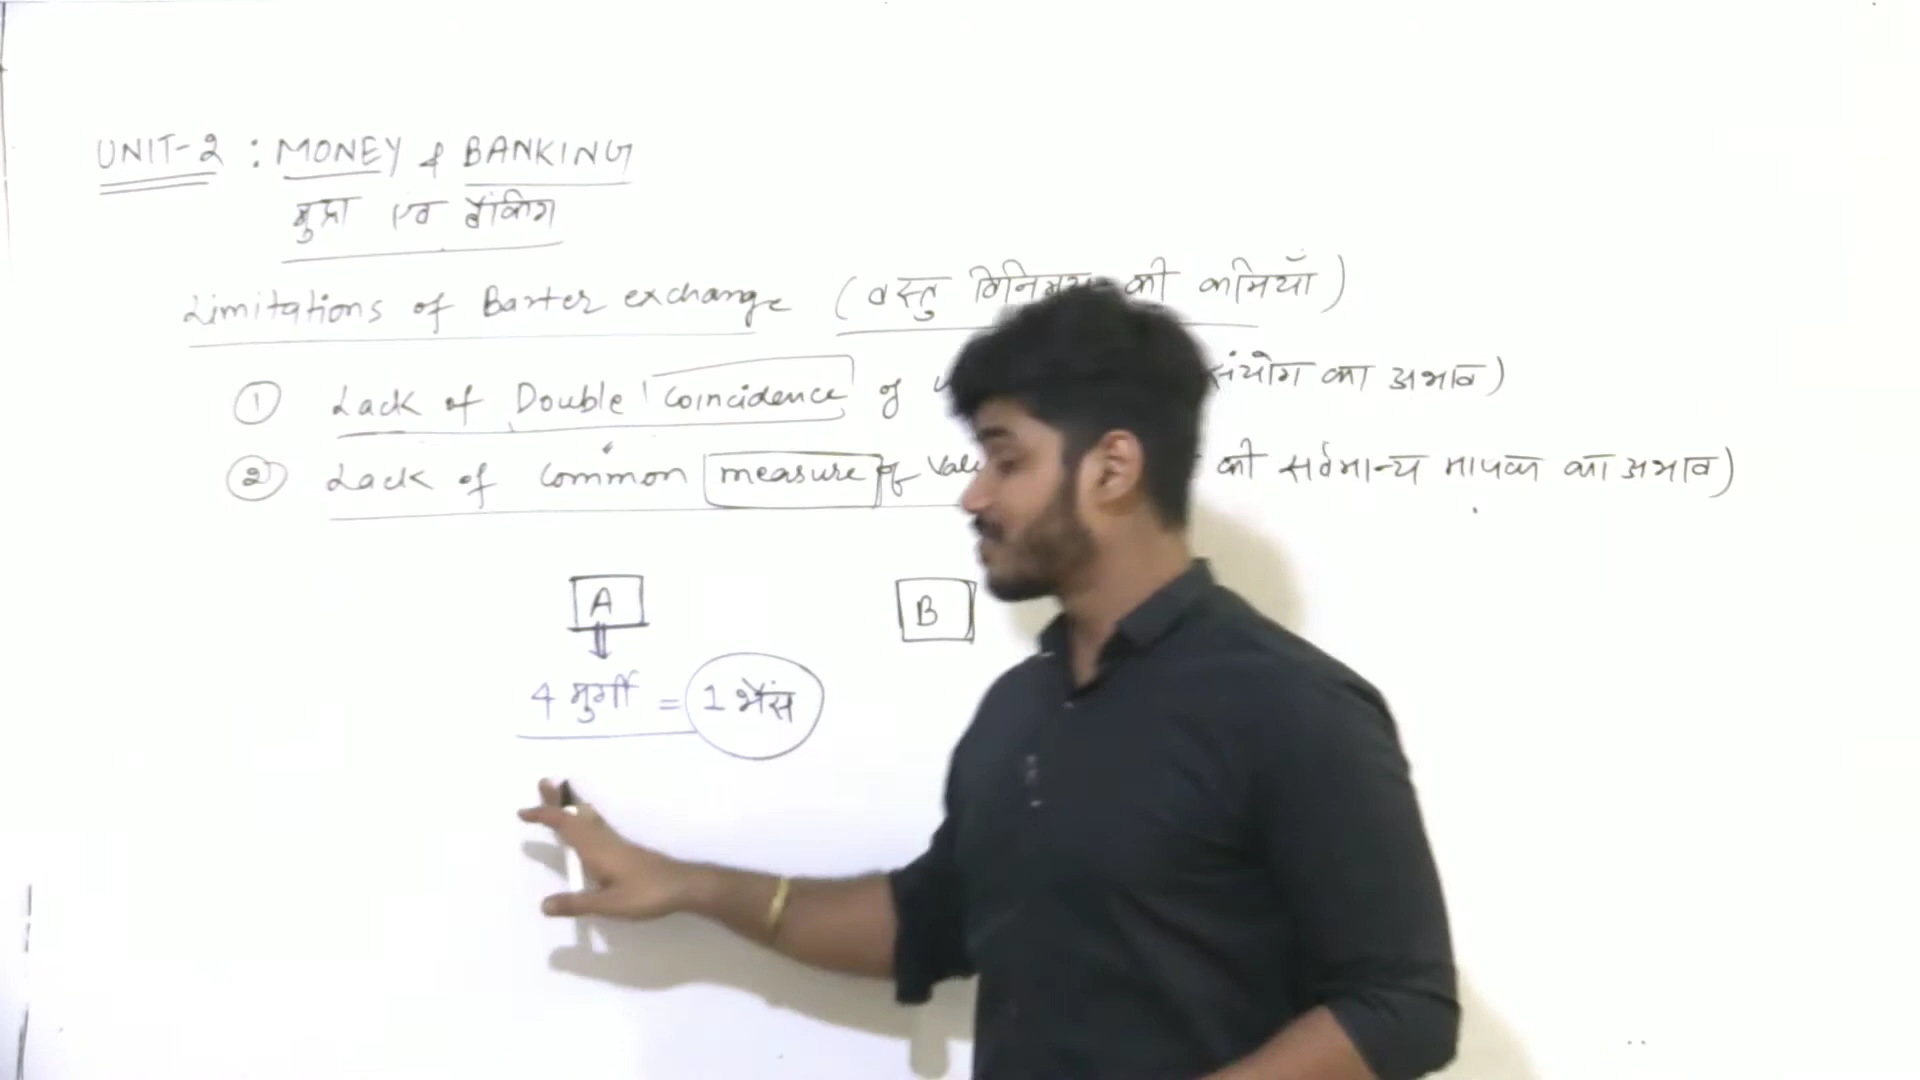 UNIT-2 : MONEY & BANKING
मुद्रा एवं बैंकिंग
Limitations of Barter exchange (वस्तु विनिमय की कमियाँ)
① Lack of Double coincidence of संयोग का अभाव)
② Lack of common measure of की सर्वमान्य मापक का अभाव)
A B
4 मुर्गी = 1 भैंस